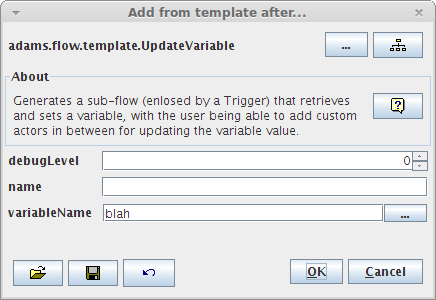 Add from template after...
adams.flow.template.UpdateVariable ...
About
Generates a sub-flow (enlosed by a Trigger) that retrieves
and sets a variable, with the user being able to add custom
actors in between for updating the variable value.
debugLevel 0
name
variableName blah ...
OK Cancel